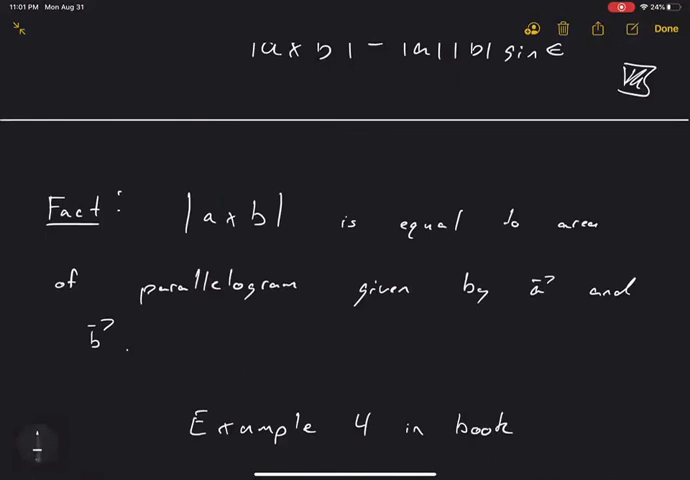 11:01 PM Mon Aug 31
24%
Done
|a x b| = |a||b| sin
Fact: |a x b| is equal to area
of parallelogram given by a⃗ and
b⃗.
Example 4 in book